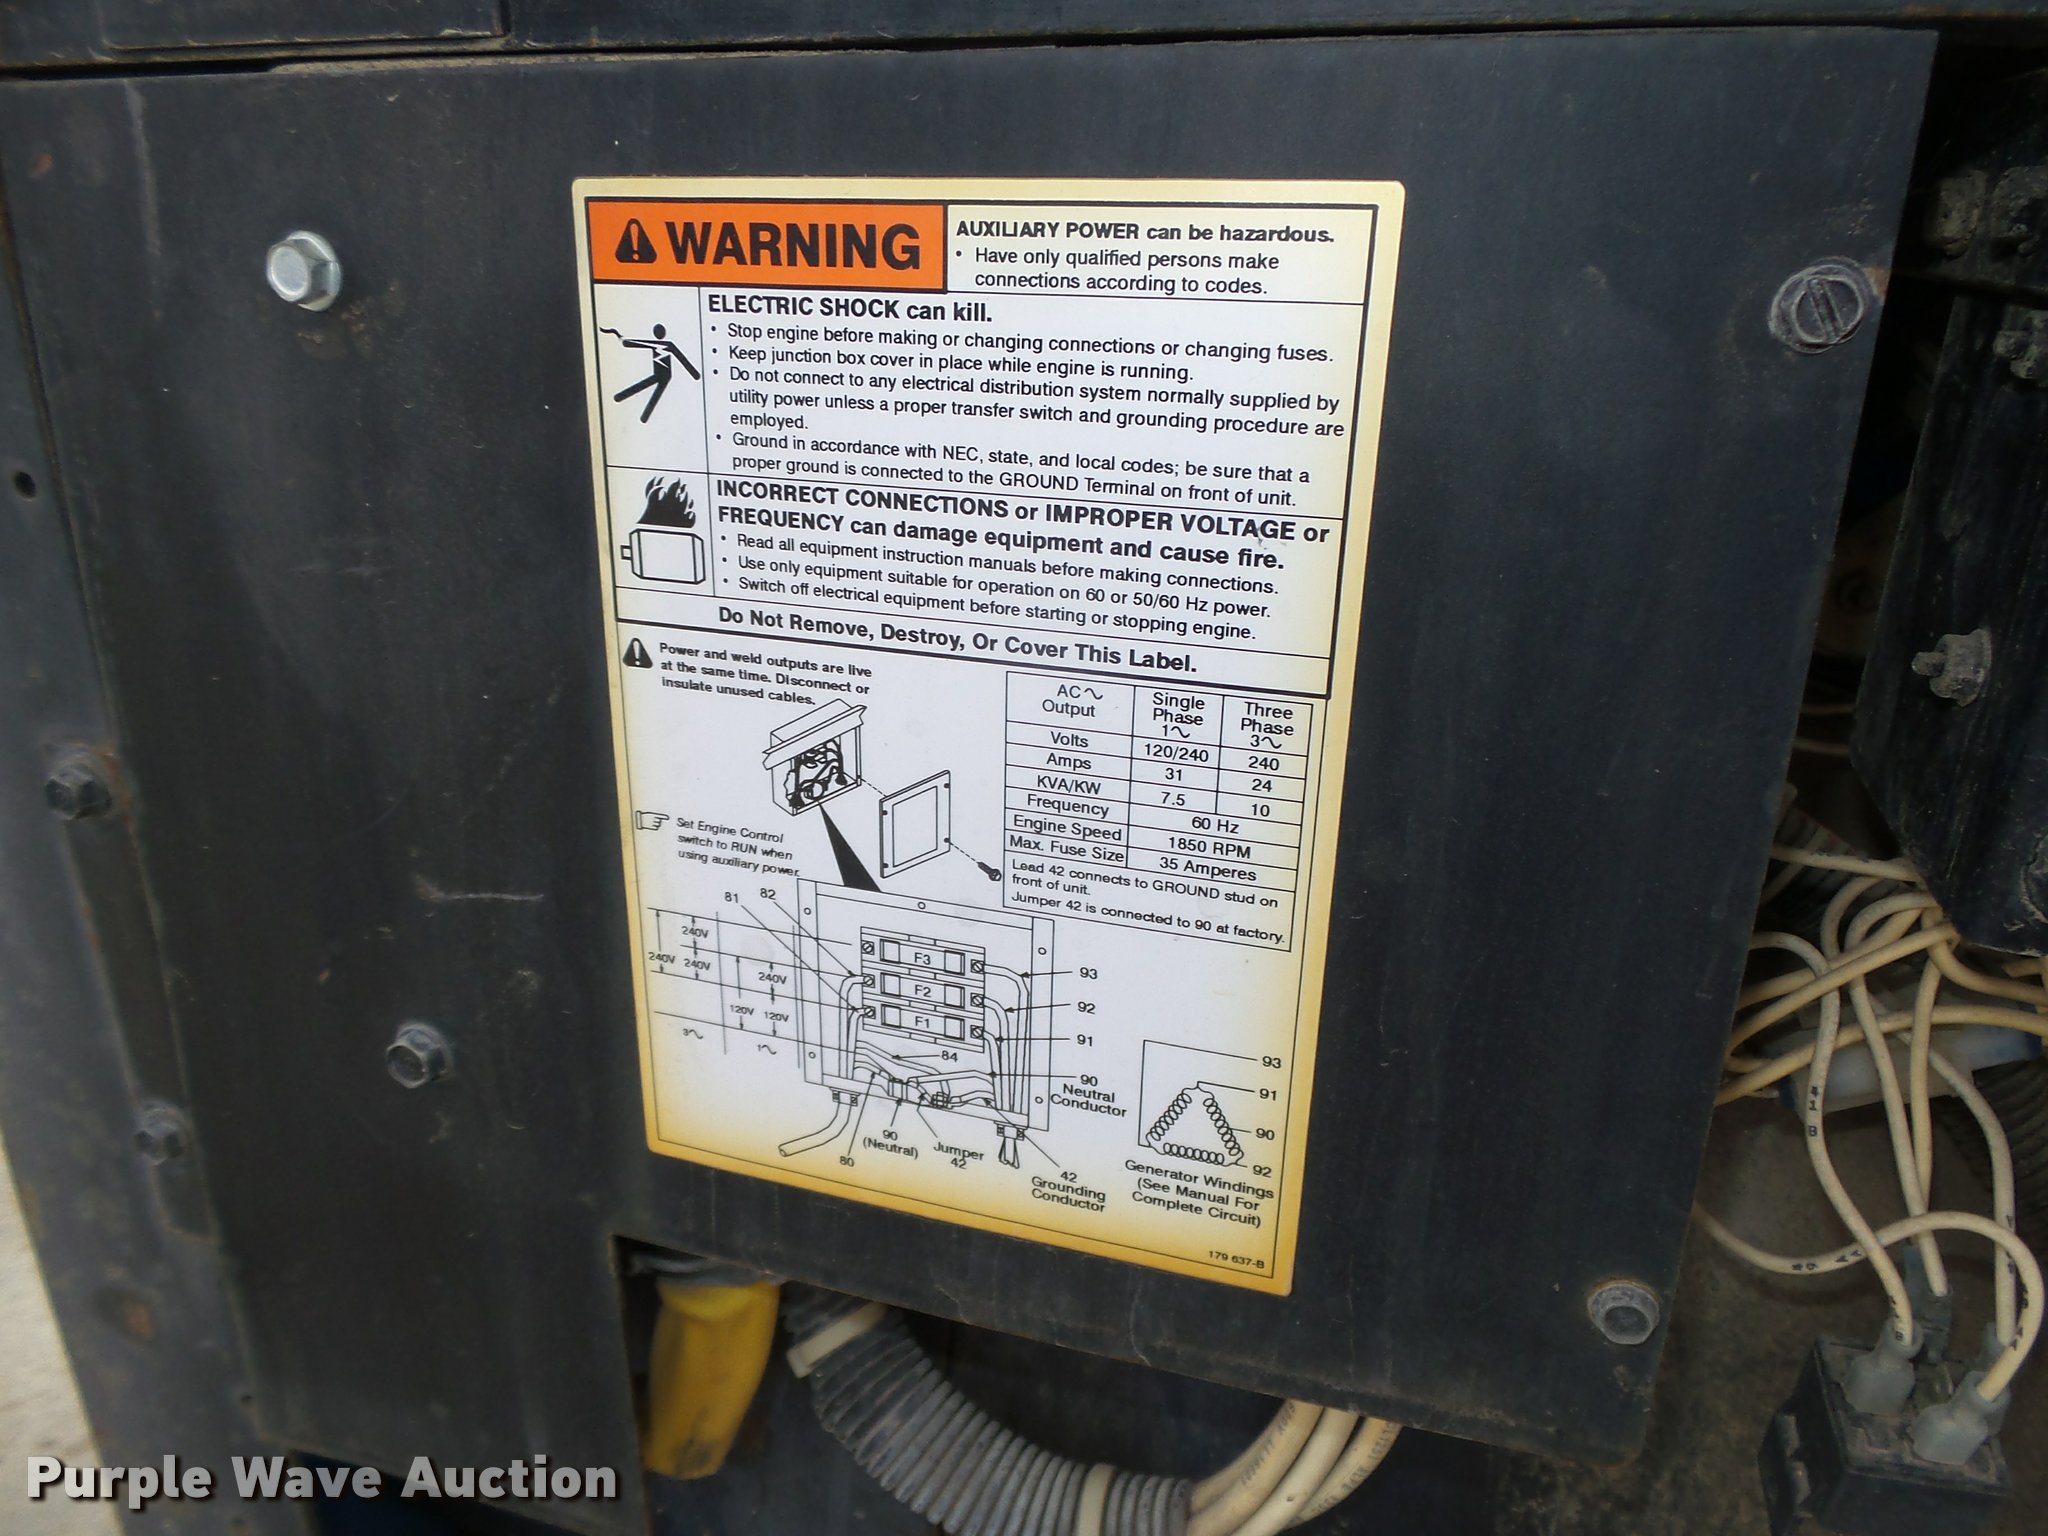 WARNING
AUXILIARY POWER can be hazardous.
• Have only qualified persons make
connections according to codes.
ELECTRIC SHOCK can kill.
• Stop engine before making or changing connections or changing fuses.
• Keep junction box cover in place while engine is running.
• Do not connect to any electrical distribution system normally supplied by
utility power unless a proper transfer switch and grounding procedure are
employed.
• Ground in accordance with NEC, state, and local codes; be sure that a
proper ground is connected to the GROUND Terminal on front of unit.
INCORRECT CONNECTIONS or IMPROPER VOLTAGE or
FREQUENCY can damage equipment and cause fire.
• Read all equipment instruction manuals before making connections.
• Use only equipment suitable for operation on 60 or 50/60 Hz power.
• Switch off electrical equipment before starting or stopping engine.
Do Not Remove, Destroy, Or Cover This Label.
Power and weld outputs are live
at the same time. Disconnect or
insulate unused cables.
AC
Output
Single
Phase
1
Three
Phase
3
Volts 120/240 240
Amps 31 24
KVA/KW 7.5 10
Frequency 60 Hz
Engine Speed 1850 RPM
Max. Fuse Size 35 Amperes
Lead 42 connects to GROUND stud on
front of unit.
Jumper 42 is connected to 90 at factory.
Set Engine Control
switch to RUN when
using auxiliary power.
81 82
240V
240V 240V 240V
120V 120V
3 1
F3
F2
F1
93
92
91
84
90
Neutral
Conductor
80
90
(Neutral)
Jumper
42
42
Grounding
Conductor
93
91
90
92
Generator Windings
(See Manual For
Complete Circuit)
179 637-B
41B
Purple Wave Auction